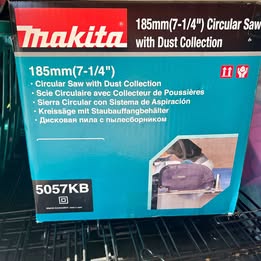 makita
185mm(7-1/4") Circular Saw
with Dust Collection
185mm(7-1/4")
· Circular Saw with Dust Collection
· Scie Circulaire avec Collecteur de Poussières
· Sierra Circular con Sistema de Aspiración
· Kreissäge mit Staubauffangbehälter
· Дисковая пила с пылесборником
5057KB